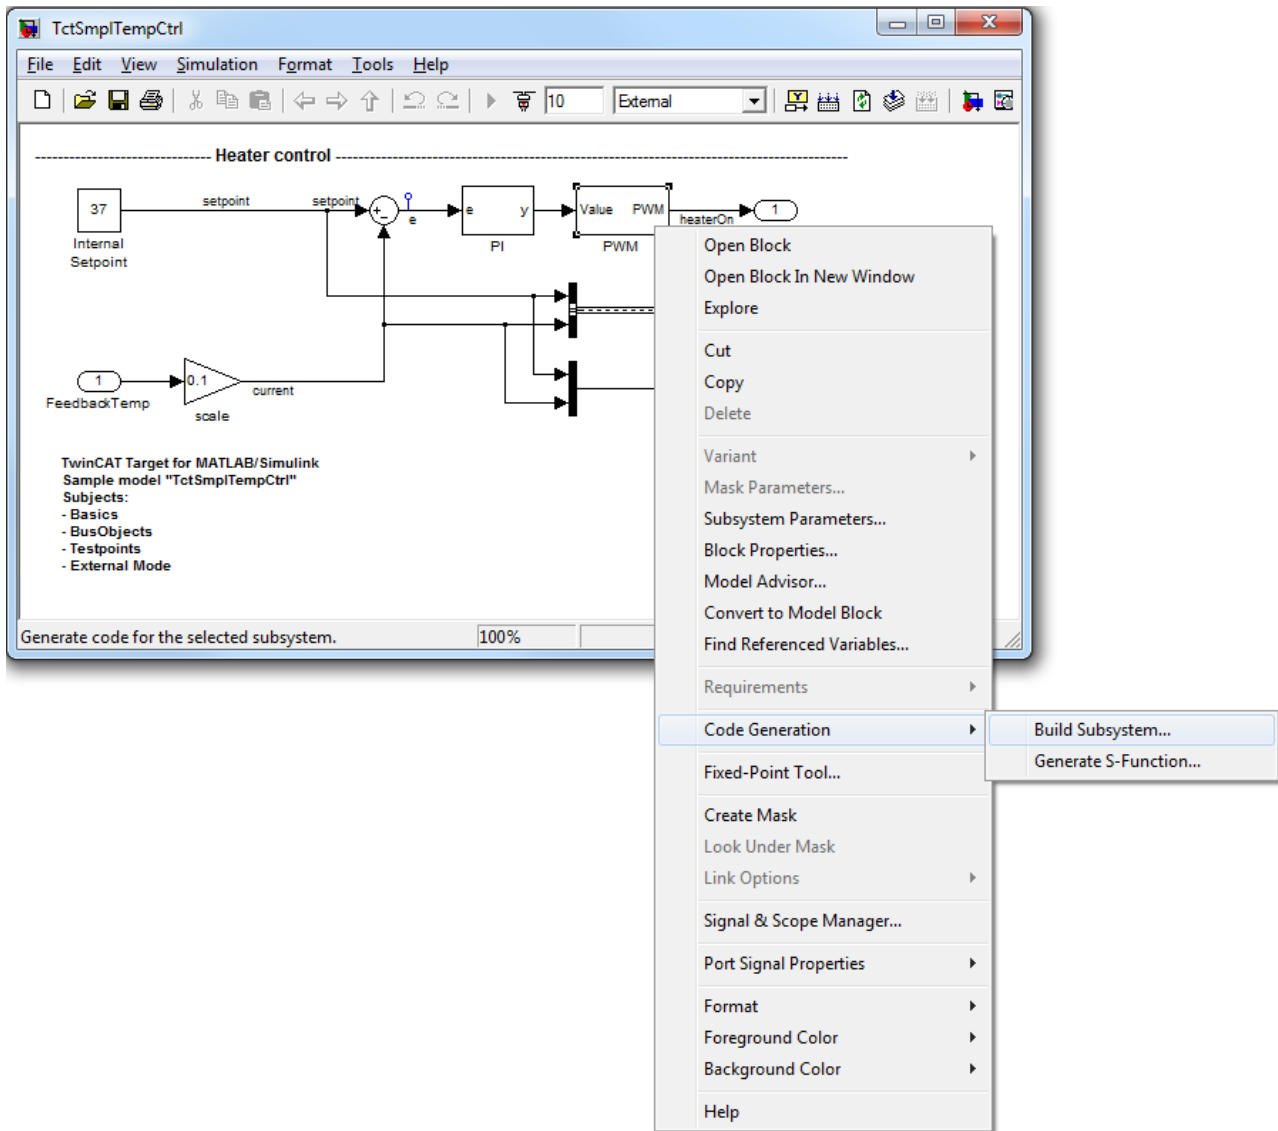 TctSmplTempCtrl
File Edit View Simulation Format Tools Help
10 External
Heater control
37
setpoint
setpoint
+
-
e
e y
Value PWM
heaterOn
1
Internal
Setpoint
PI
PWM
1
0.1
current
FeedbackTemp
scale
TwinCAT Target for MATLAB/Simulink
Sample model "TctSmplTempCtrl"
Subjects:
- Basics
- BusObjects
- Testpoints
- External Mode
Generate code for the selected subsystem. 100%
Open Block
Open Block In New Window
Explore
Cut
Copy
Delete
Variant
Mask Parameters...
Subsystem Parameters...
Block Properties...
Model Advisor...
Convert to Model Block
Find Referenced Variables...
Requirements
Code Generation
Build Subsystem...
Generate S-Function...
Fixed-Point Tool...
Create Mask
Look Under Mask
Link Options
Signal & Scope Manager...
Port Signal Properties
Format
Foreground Color
Background Color
Help